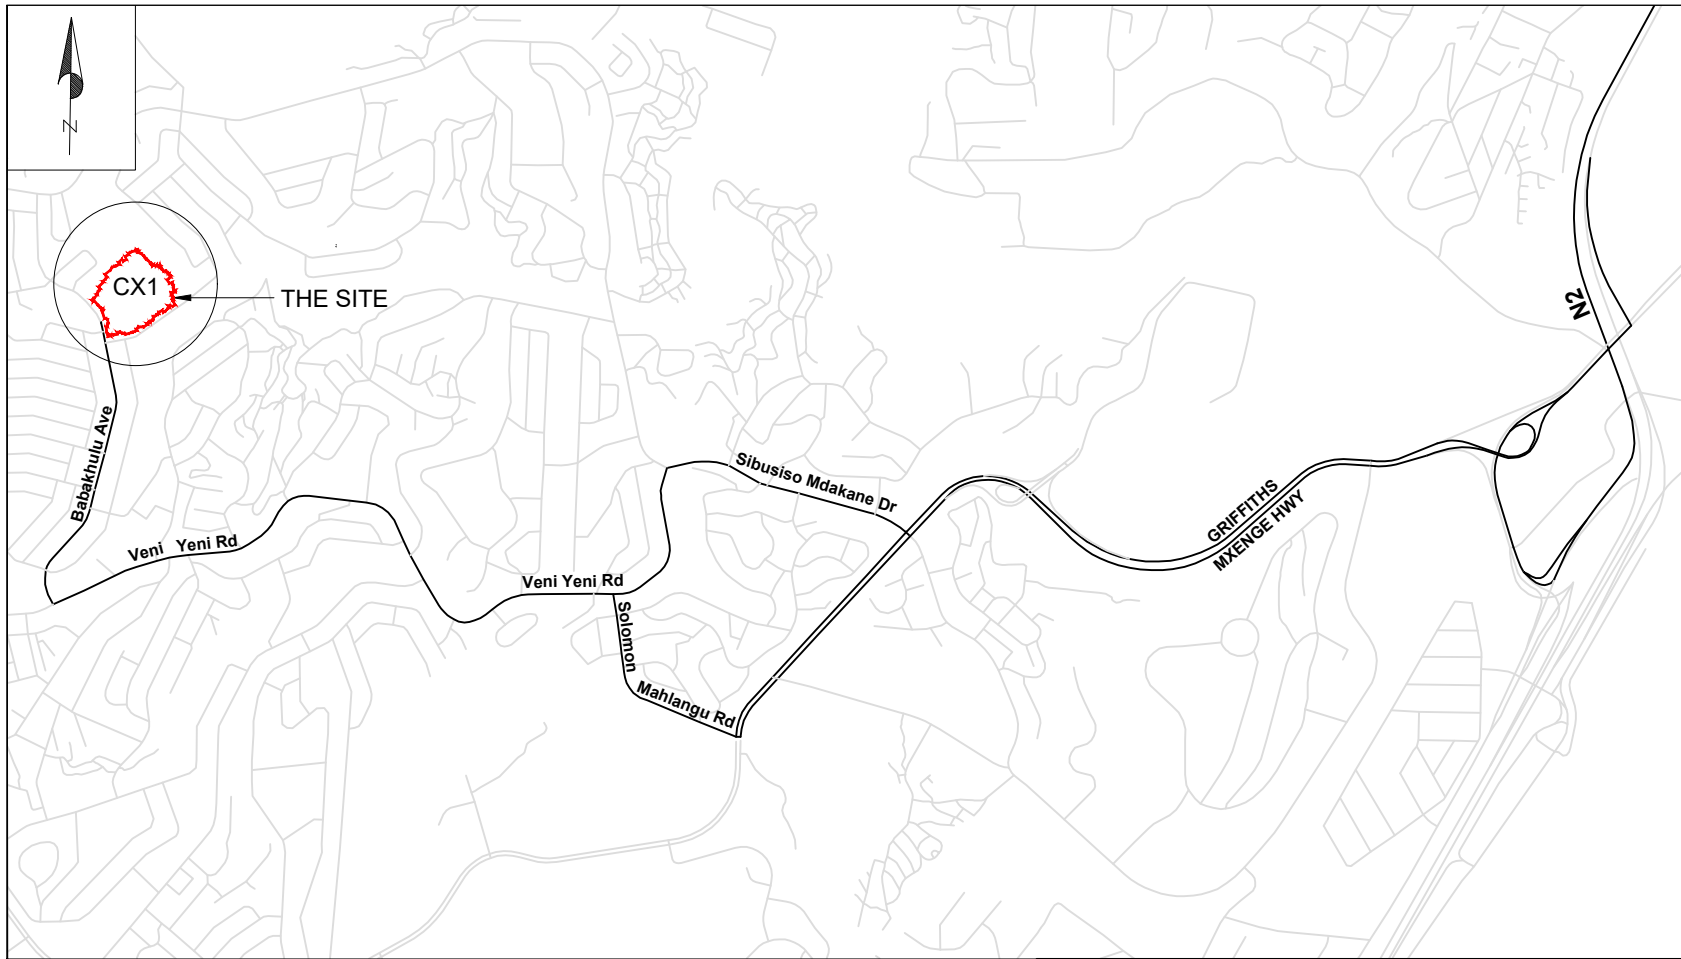 N
CX1
THE SITE
N2
Babakhulu Ave
Sibusiso Mdakane Dr
GRIFFITHS
MXENGE HWY
Veni Yeni Rd
Veni Yeni Rd
Solomon
Mahlangu Rd